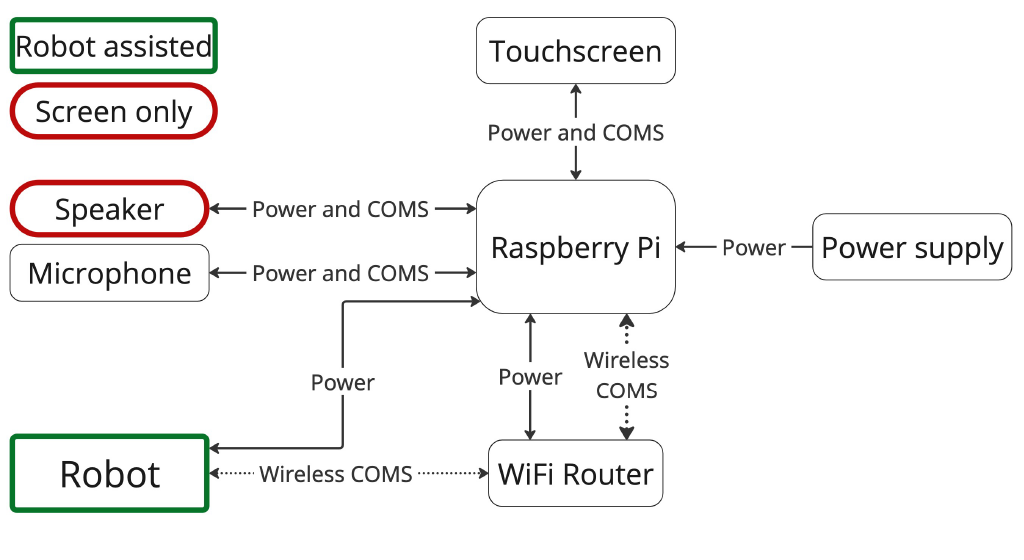 Robot assisted
Screen only
Touchscreen
Power and COMS
Speaker
Power and COMS
Microphone
Power and COMS
Raspberry Pi
Power
Power supply
Power
Power
Wireless
COMS
Robot
Wireless COMS
WiFi Router